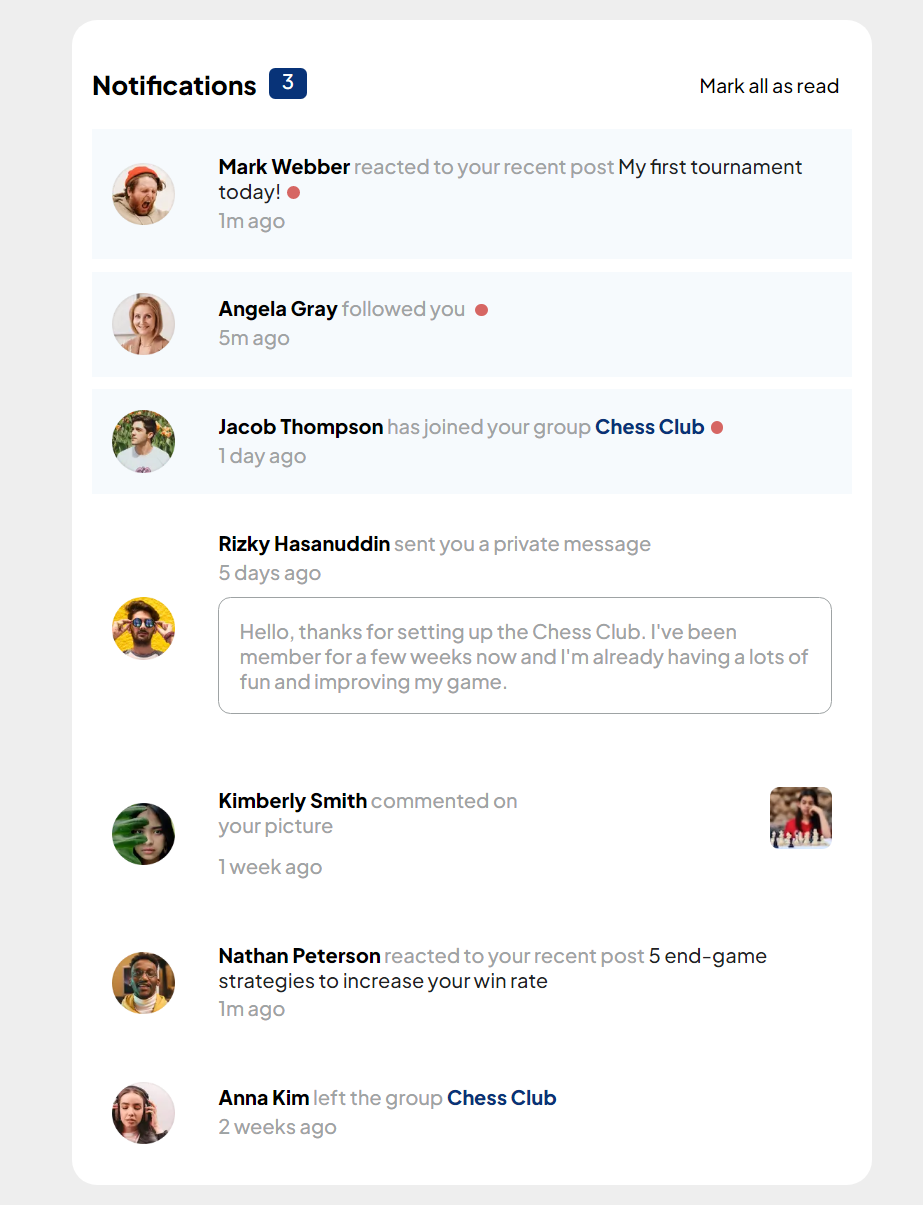 Notifications 3
Mark all as read
Mark Webber reacted to your recent post My first tournament
today!
1m ago
Angela Gray followed you
5m ago
Jacob Thompson has joined your group Chess Club
1 day ago
Rizky Hasanuddin sent you a private message
5 days ago
Hello, thanks for setting up the Chess Club. I've been
member for a few weeks now and I'm already having a lots of
fun and improving my game.
Kimberly Smith commented on
your picture
1 week ago
Nathan Peterson reacted to your recent post 5 end-game
strategies to increase your win rate
1m ago
Anna Kim left the group Chess Club
2 weeks ago